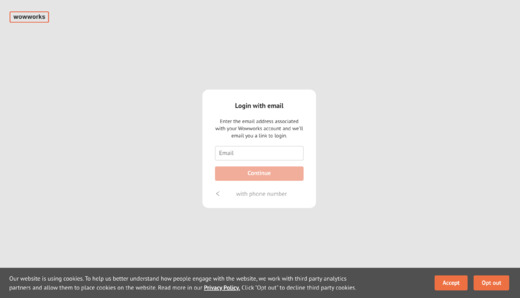 wowworks
Login with email
Enter the email address associated
with your Wowworks account and we'll
email you a link to login.
Email
Continue
< with phone number
Our website is using cookies. To help us better understand how people engage with the website, we work with third party analytics
partners and allow them to place cookies on the website. Read more in our Privacy Policy. Click "Opt out" to decline third party cookies.
Accept
Opt out